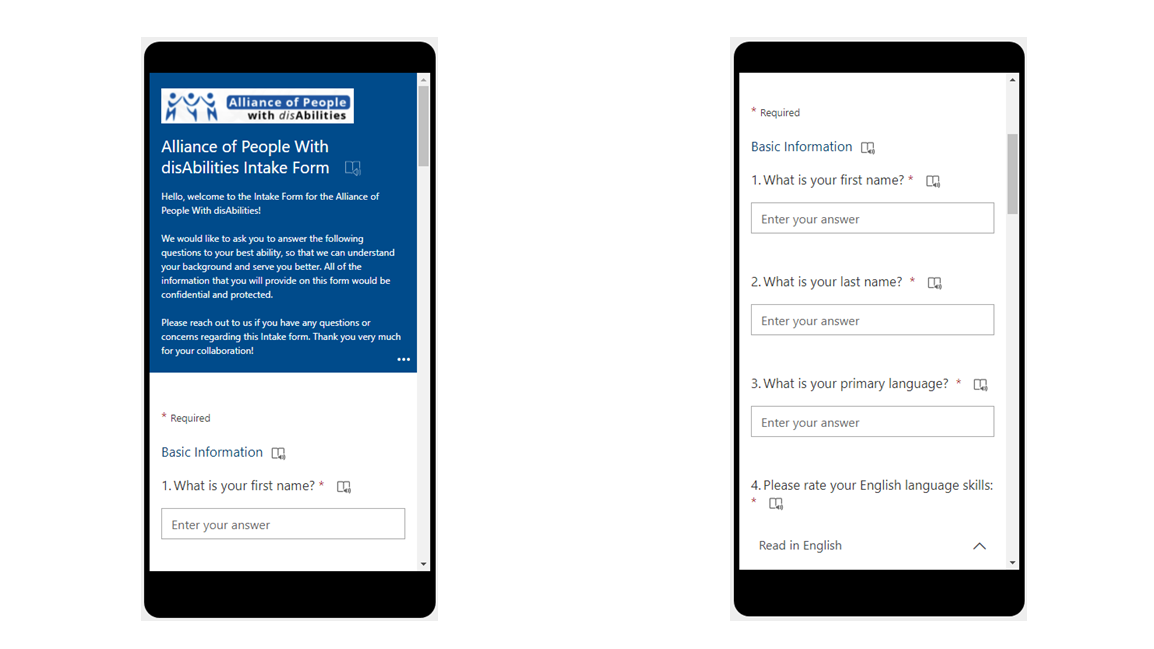 Alliance of People
with disAbilities
Alliance of People With
disAbilities Intake Form
Hello, welcome to the Intake Form for the Alliance of
People With disAbilities!
We would like to ask you to answer the following
questions to your best ability, so that we can understand
your background and serve you better. All of the
information that you will provide on this form would be
confidential and protected.
Please reach out to us if you have any questions or
concerns regarding this Intake form. Thank you very much
for your collaboration!
* Required
Basic Information
1. What is your first name? *
Enter your answer
* Required
Basic Information
1. What is your first name? *
Enter your answer
2. What is your last name? *
Enter your answer
3. What is your primary language? *
Enter your answer
4. Please rate your English language skills:
*
Read in English